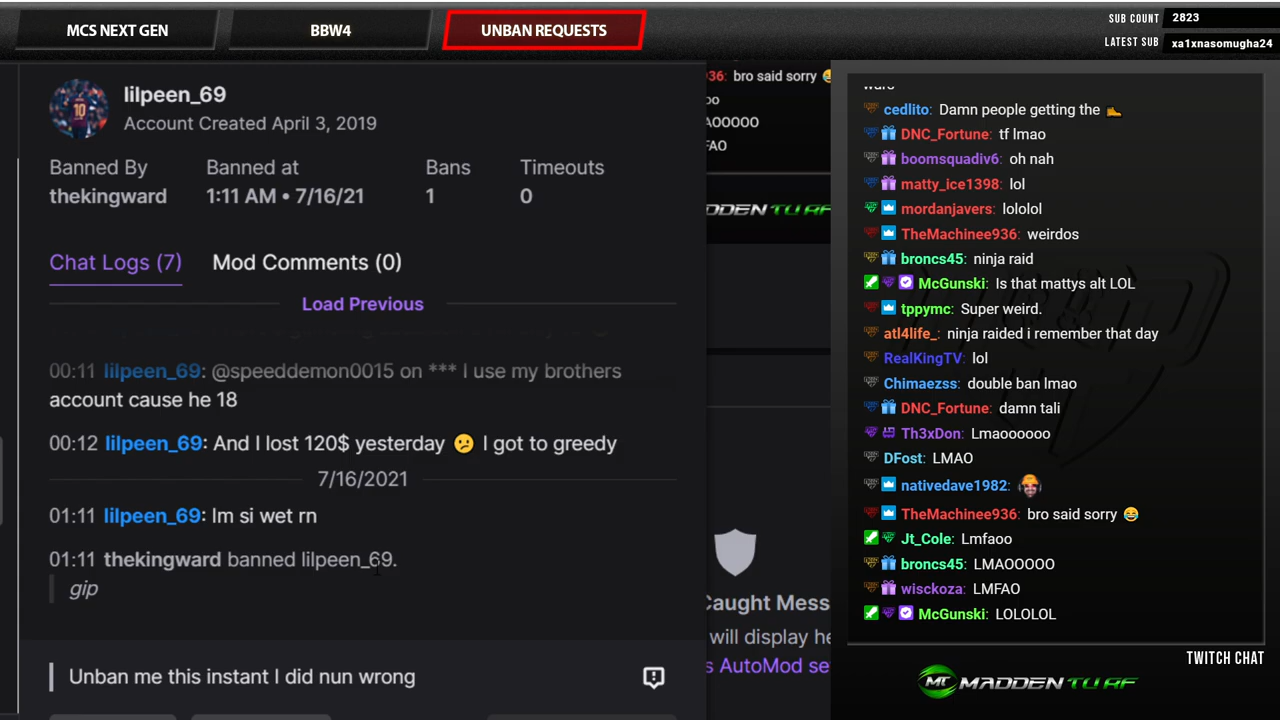 MCS NEXT GEN
BBW4
UNBAN REQUESTS
SUB COUNT 2823
LATEST SUB xa1xnasomugha24
lilpeen_69
Account Created April 3, 2019
Banned By
Banned at
Bans
Timeouts
thekingward
1:11 AM • 7/16/21
1
0
Chat Logs (7)
Mod Comments (0)
Load Previous
00:11 lilpeen_69: @speeddemon0015 on *** I use my brothers
account cause he 18
00:12 lilpeen_69: And I lost 120$ yesterday 😕 I got to greedy
7/16/2021
01:11 lilpeen_69: Im si wet rn
01:11 thekingward banned lilpeen_69.
gip
Unban me this instant I did nun wrong
36: bro said sorry
oo
AOOOOO
FAO
DDEN TURF
Caught Mess
will display he
s AutoMod se
cedlito: Damn people getting the 🥾
DNC_Fortune: tf lmao
boomsquadiv6: oh nah
matty_ice1398: lol
mordanjavers: lololol
TheMachinee936: weirdos
broncs45: ninja raid
McGunski: Is that mattys alt LOL
tppymc: Super weird.
atl4life_: ninja raided i remember that day
RealKingTV: lol
Chimaezss: double ban lmao
DNC_Fortune: damn tali
Th3xDon: Lmaoooooo
DFost: LMAO
nativedave1982:
TheMachinee936: bro said sorry 😂
Jt_Cole: Lmfaoo
broncs45: LMAOOOOO
wisckoza: LMFAO
McGunski: LOLOLOL
TWITCH CHAT
MT MADDEN TURF